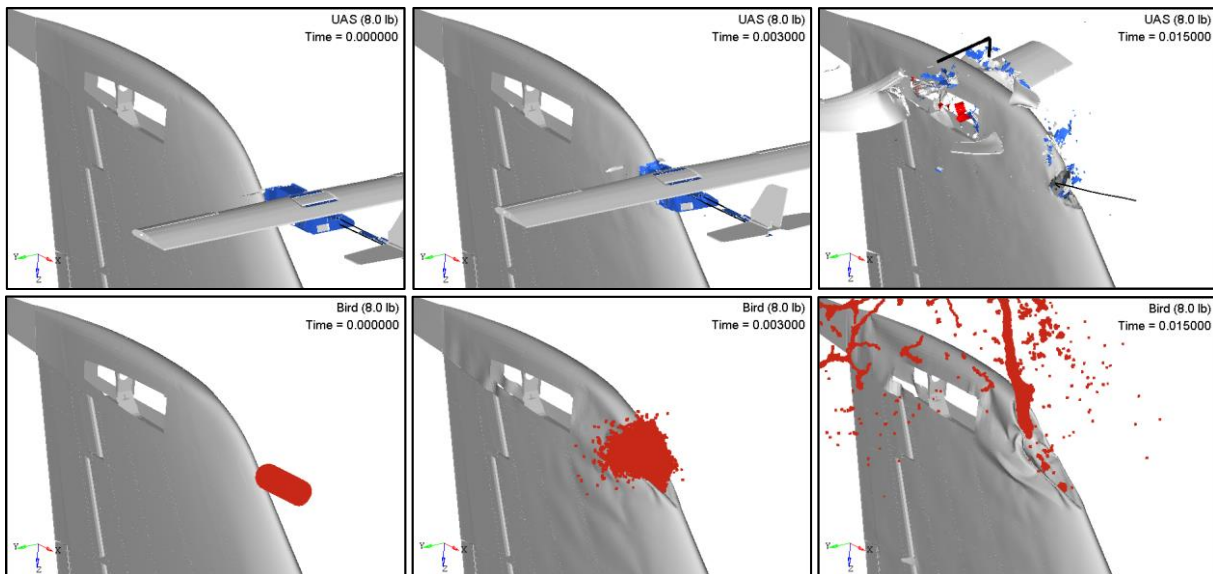 UAS (8.0 lb)
Time = 0.000000
Y
X
Z
UAS (8.0 lb)
Time = 0.003000
Y
X
Z
UAS (8.0 lb)
Time = 0.015000
Y
X
Z
Bird (8.0 lb)
Time = 0.000000
Y
X
Z
Bird (8.0 lb)
Time = 0.003000
Y
X
Z
Bird (8.0 lb)
Time = 0.015000
Y
X
Z